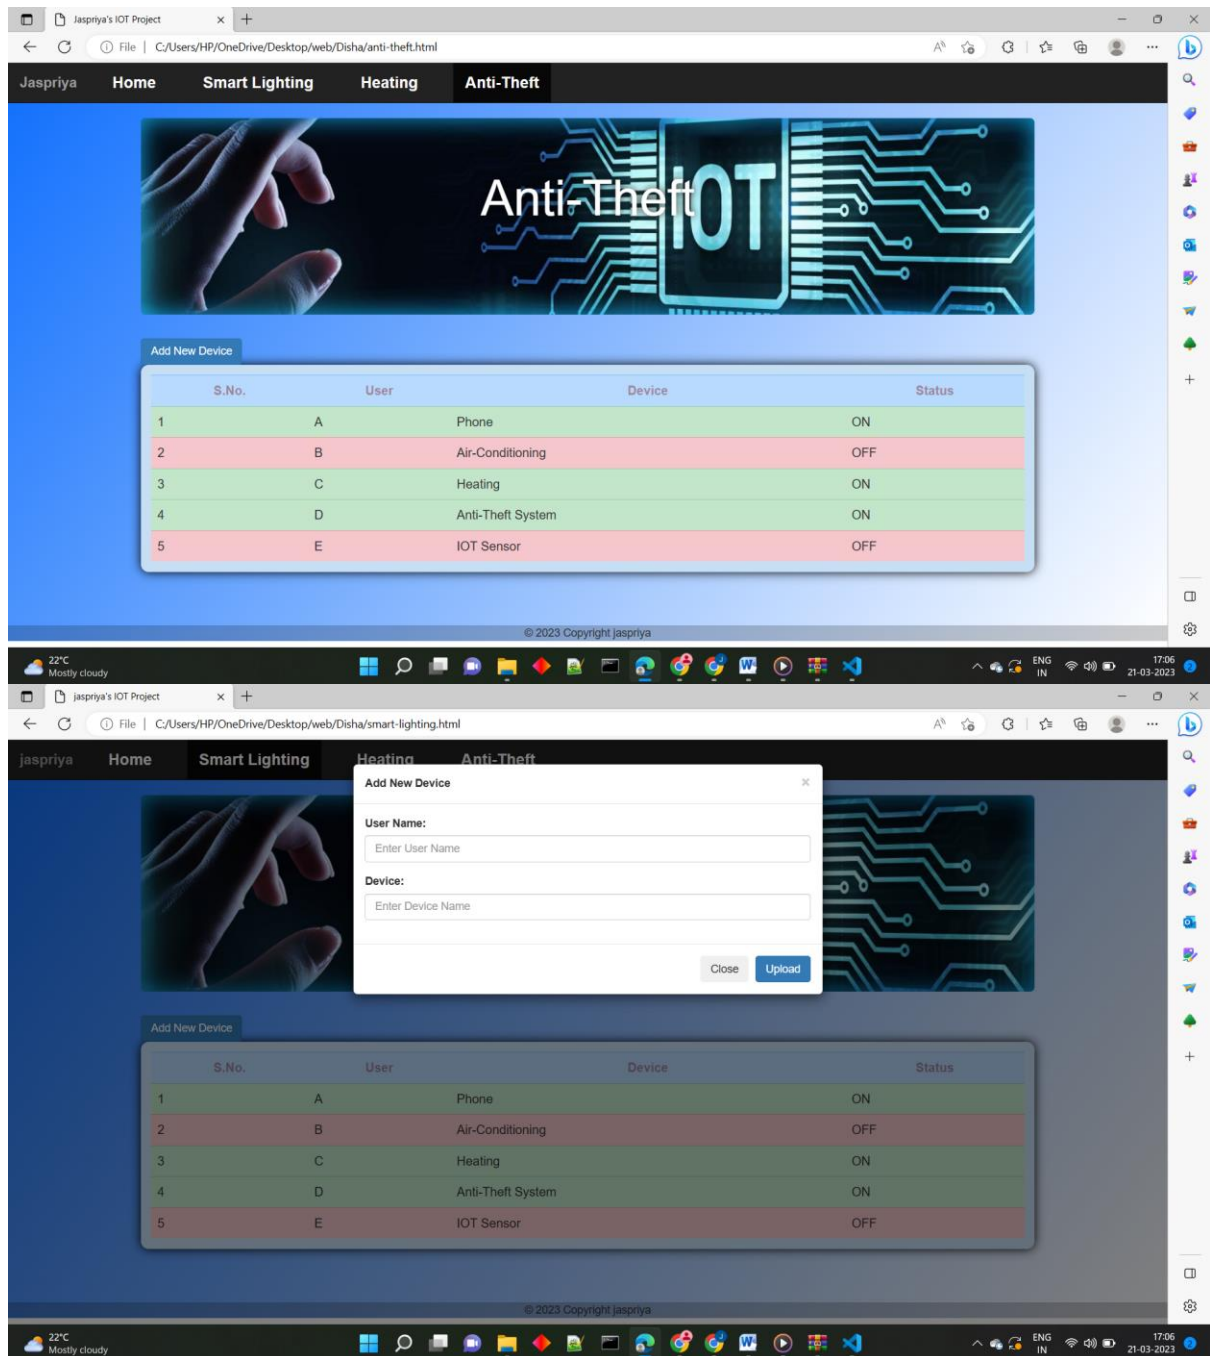 Jaspriya's IOT Project
File | C:/Users/HP/OneDrive/Desktop/web/Disha/anti-theft.html
Jaspriya Home Smart Lighting Heating Anti-Theft
Anti-Theft
IOT
Add New Device
S.No. User Device Status
1 A Phone ON
2 B Air-Conditioning OFF
3 C Heating ON
4 D Anti-Theft System ON
5 E IOT Sensor OFF
© 2023 Copyright jaspriya
22°C
Mostly cloudy
ENG
IN
17:06
21-03-2023
jaspriya's IOT Project
File | C:/Users/HP/OneDrive/Desktop/web/Disha/smart-lighting.html
jaspriya Home Smart Lighting Heating Anti-Theft
Add New Device
User Name:
Enter User Name
Device:
Enter Device Name
Close Upload
Add New Device
S.No. User Device Status
1 A Phone ON
2 B Air-Conditioning OFF
3 C Heating ON
4 D Anti-Theft System ON
5 E IOT Sensor OFF
© 2023 Copyright jaspriya
22°C
Mostly cloudy
ENG
IN
17:06
21-03-2023